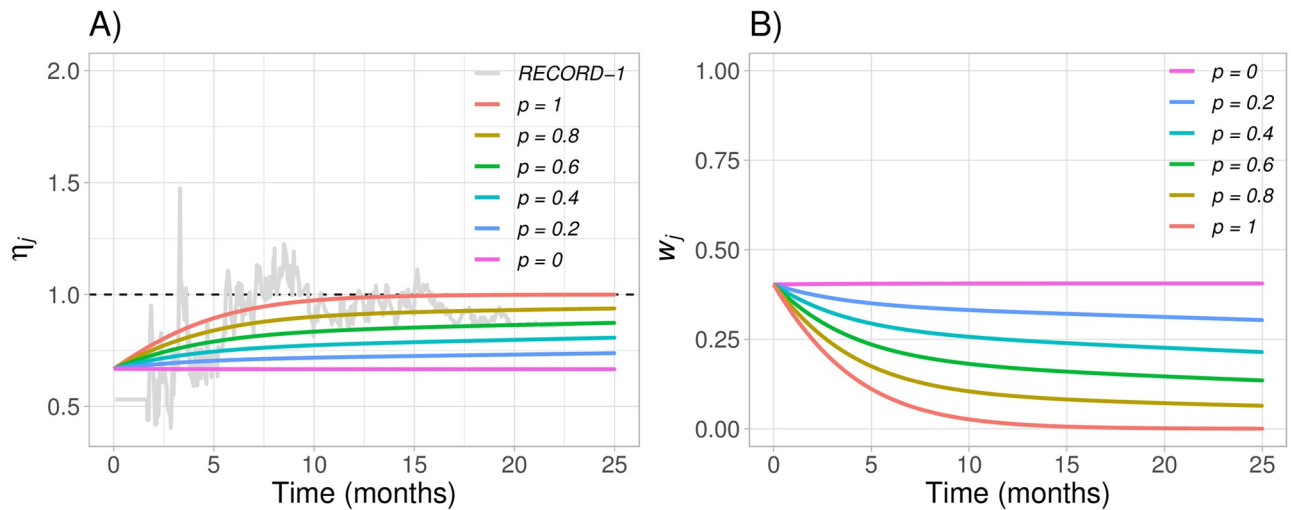 A)
2.0
1.5
1.0
0.5
ηj
0 5 10 15 20 25
Time (months)
RECORD−1
p = 1
p = 0.8
p = 0.6
p = 0.4
p = 0.2
p = 0
B)
1.00
0.75
0.50
0.25
0.00
wj
0 5 10 15 20 25
Time (months)
p = 0
p = 0.2
p = 0.4
p = 0.6
p = 0.8
p = 1